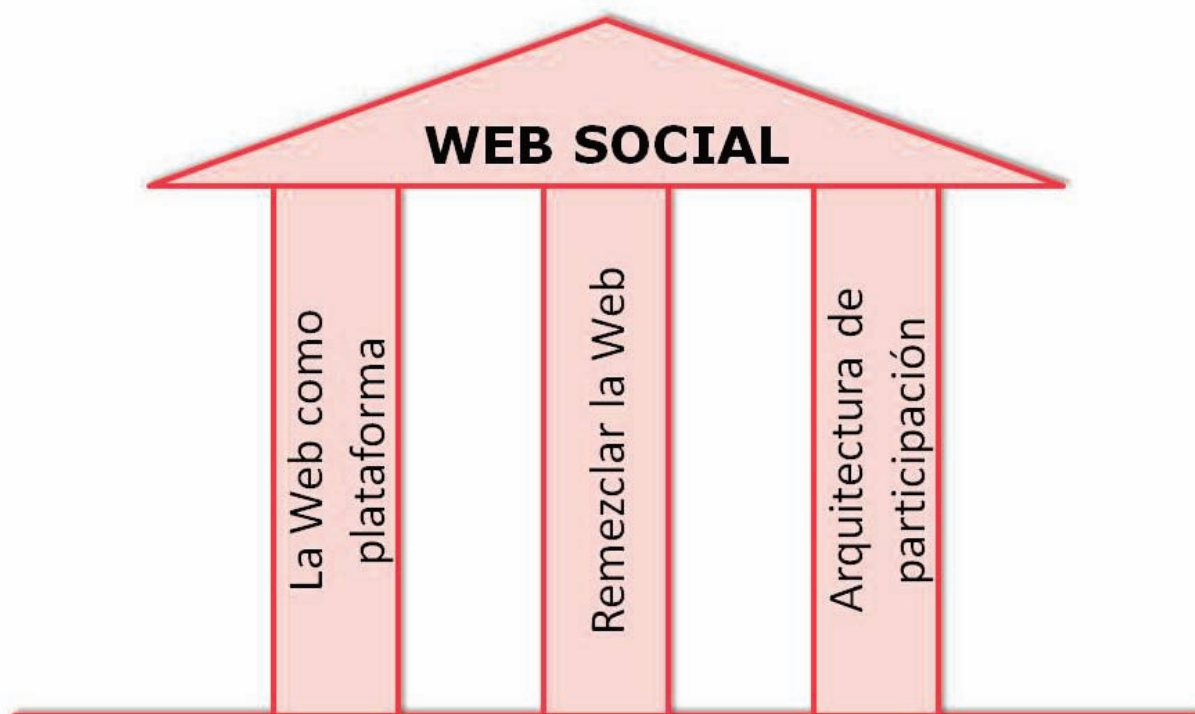 WEB SOCIAL
La Web como
plataforma
Remezclar la Web
Arquitectura de
participación